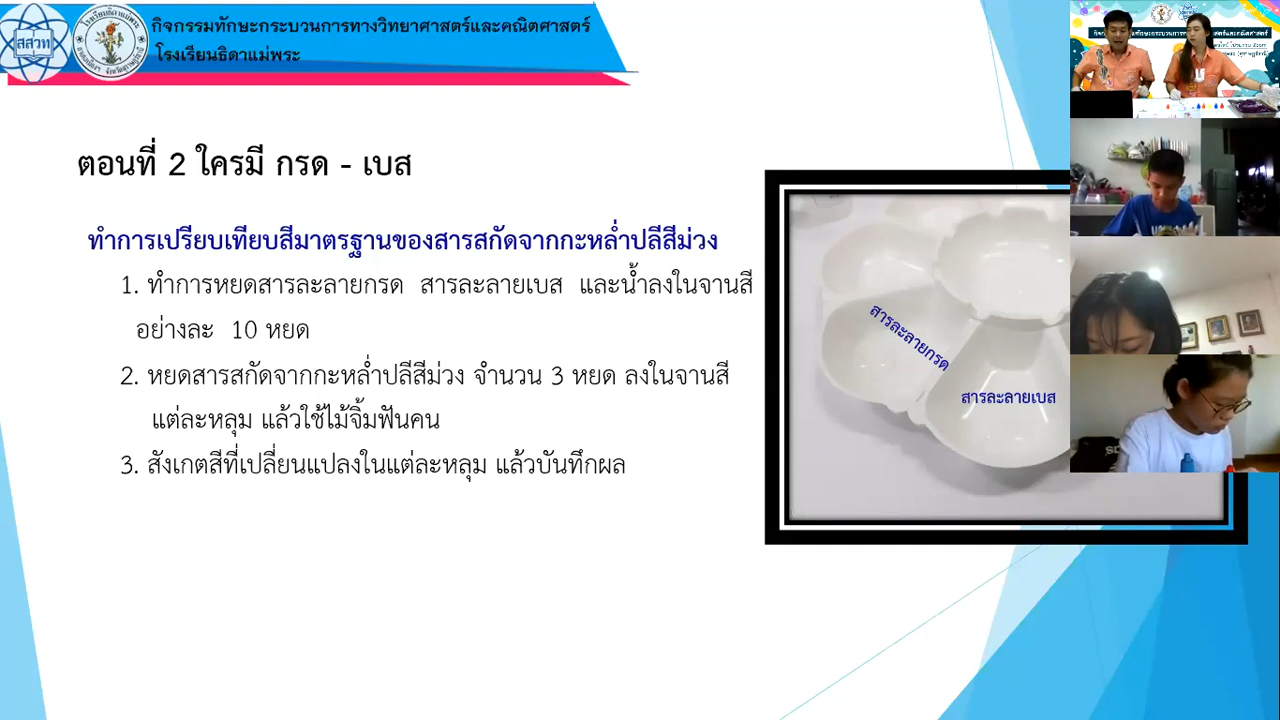 สสวท
กิจกรรมทักษะกระบวนการทางวิทยาศาสตร์และคณิตศาสตร์
โรงเรียนธิดาแม่พระ
ตอนที่ 2 ใครมี กรด - เบส
ทำการเปรียบเทียบสีมาตรฐานของสารสกัดจากกะหล่ำปลีสีม่วง
1. ทำการหยดสารละลายกรด สารละลายเบส และน้ำลงในจานสี
อย่างละ 10 หยด
2. หยดสารสกัดจากกะหล่ำปลีสีม่วง จำนวน 3 หยด ลงในจานสี
แต่ละหลุม แล้วใช้ไม้จิ้มฟันคน
3. สังเกตสีที่เปลี่ยนแปลงในแต่ละหลุม แล้วบันทึกผล
สารละลายกรด
สารละลายเบส